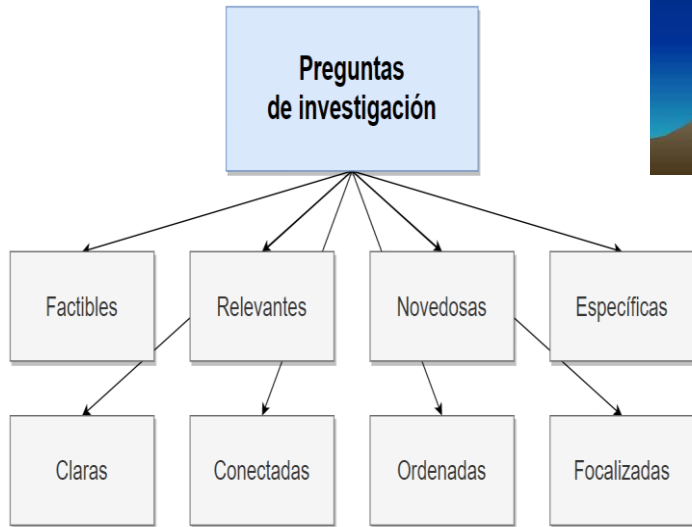 Preguntas
de investigación
Factibles
Relevantes
Novedosas
Específicas
Claras
Conectadas
Ordenadas
Focalizadas